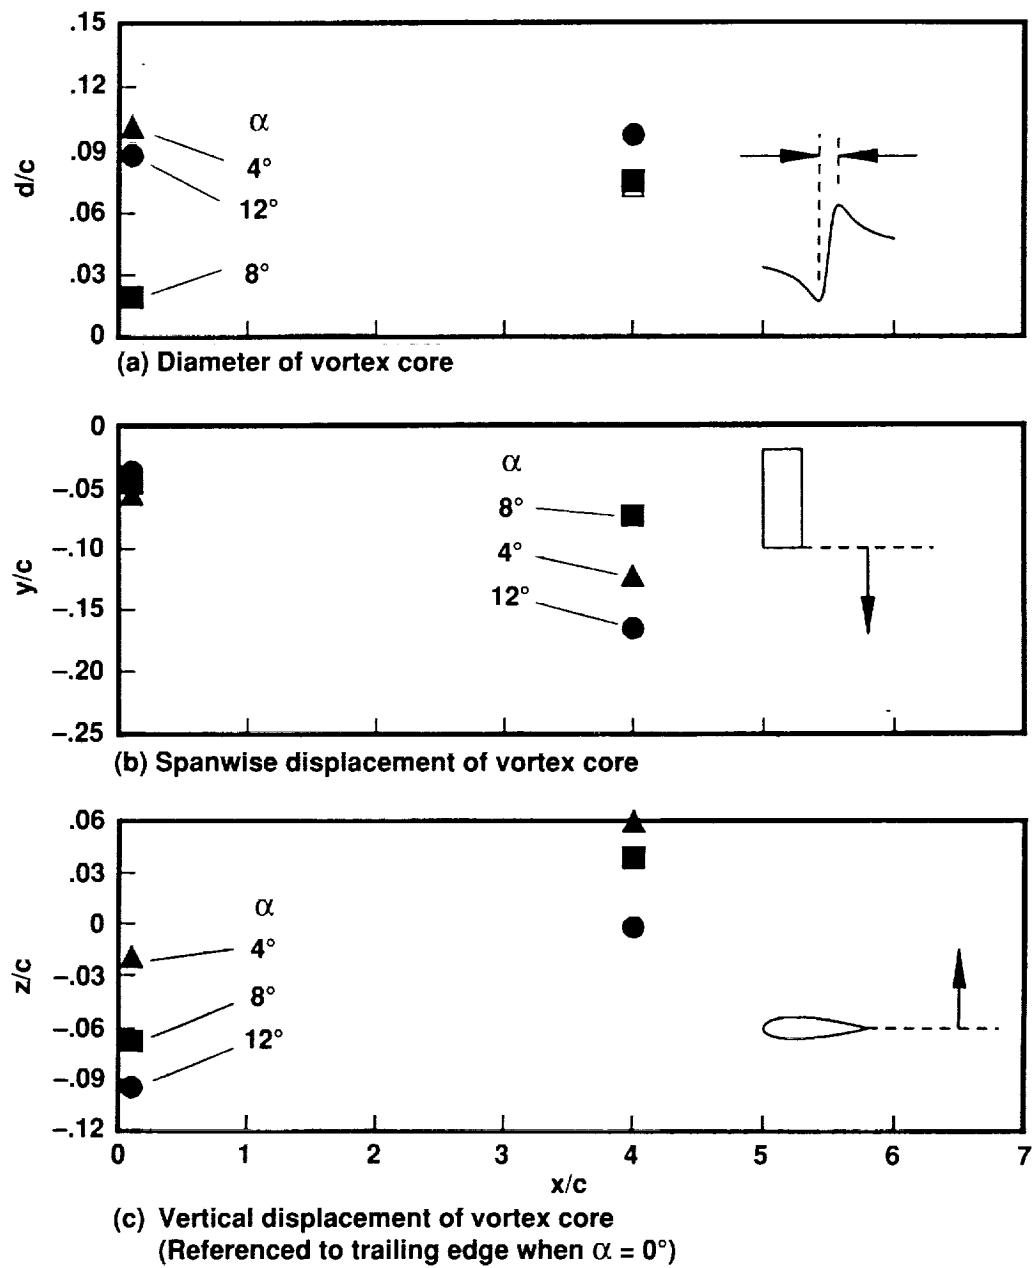 .15
.12
.09
.06
.03
0
d/c
α
4°
12°
8°
(a) Diameter of vortex core
0
−.05
−.10
−.15
−.20
−.25
y/c
α
8°
4°
12°
(b) Spanwise displacement of vortex core
.06
.03
0
−.03
−.06
−.09
−.12
z/c
α
4°
8°
12°
0 1 2 3 4 5 6 7
x/c
(c) Vertical displacement of vortex core
(Referenced to trailing edge when α = 0°)